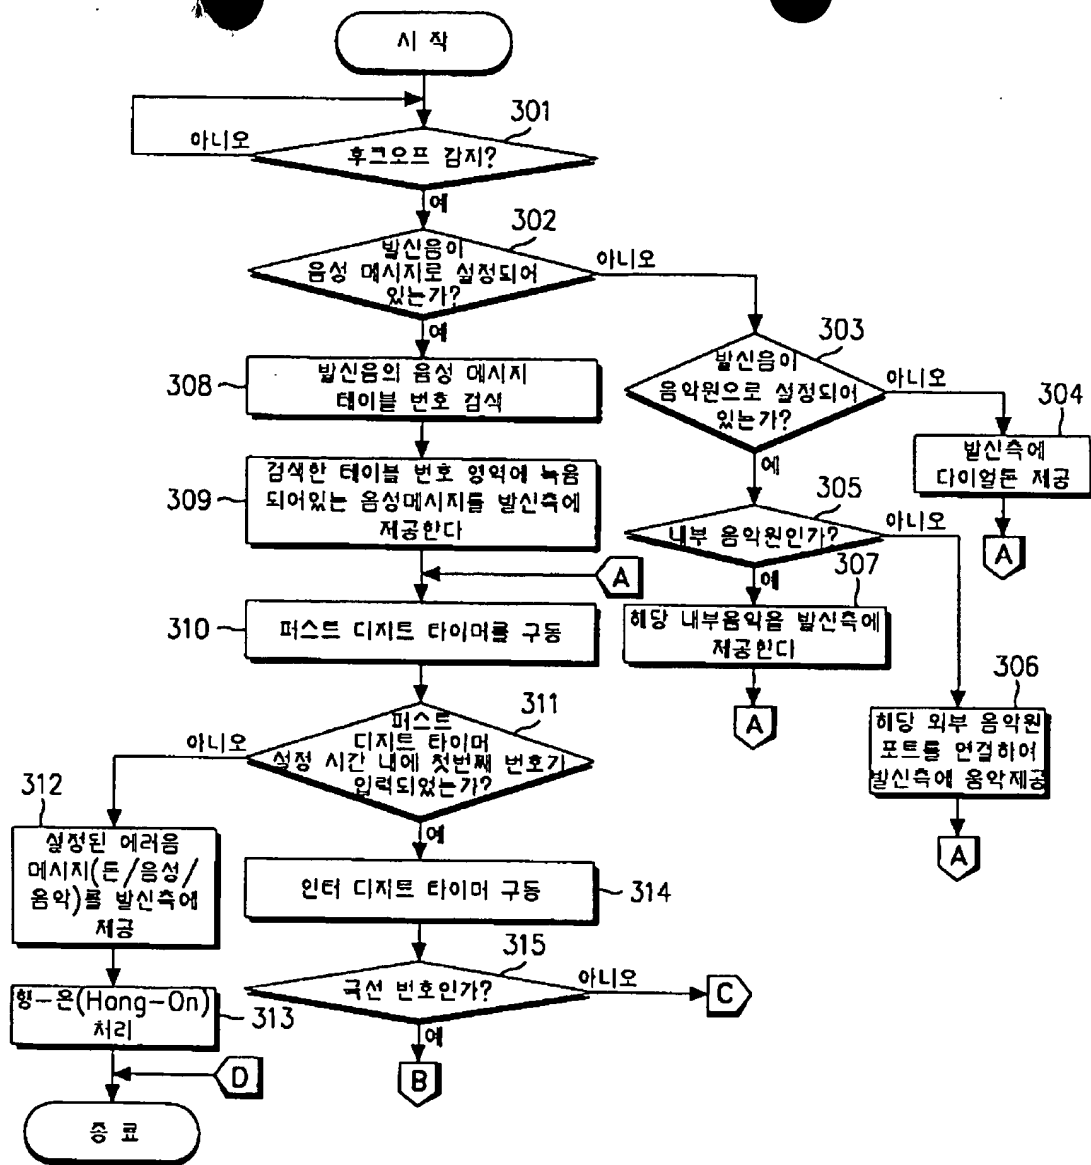 시 작
301
아니오
후크오프 감지?
예
302
발신음이
음성 메시지로 설정되어
있는가?
아니오
예
303
발신음이
음악원으로 설정되어
있는가?
아니오
예
304
발신측에
다이얼톤 제공
A
308
발신음의 음성 메시지
테이블 번호 검색
309
검색한 테이블 번호 영역에 녹음
되어있는 음성메시지를 발신측에
제공한다
A
305
내부 음악원인가?
아니오
예
307
해당 내부음악을 발신측에
제공한다
A
306
해당 외부 음악원
포트를 연결하여
발신측에 음악제공
A
310
퍼스트 디지트 타이머를 구동
311
퍼스트
디지트 타이머
설정 시간 내에 첫번째 번호가
입력되었는가?
아니오
예
312
설정된 에러음
메시지(톤/음성/
음악)를 발신측에
제공
314
인터 디지트 타이머 구동
315
국선 번호인가?
아니오
C
예
B
313
행-온(Hang-On)
처리
D
종 료